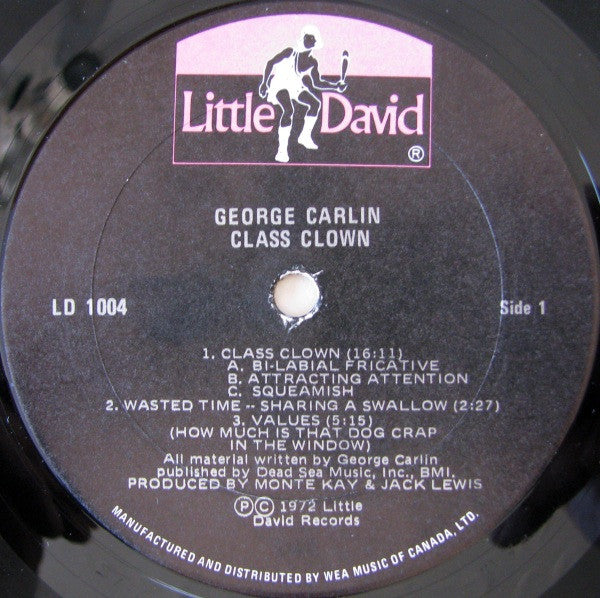 Little David ®
GEORGE CARLIN
CLASS CLOWN
LD 1004
Side 1
1. CLASS CLOWN (16:11)
A. BI-LABIAL FRICATIVE
B. ATTRACTING ATTENTION
C. SQUEAMISH
2. WASTED TIME -- SHARING A SWALLOW (2:27)
3. VALUES (5:15)
(HOW MUCH IS THAT DOG CRAP
IN THE WINDOW)
All material written by George Carlin
published by Dead Sea Music, Inc., BMI.
PRODUCED BY MONTE KAY & JACK LEWIS
Ⓟ© 1972 Little
David Records
MANUFACTURED AND DISTRIBUTED BY WEA MUSIC OF CANADA, LTD.